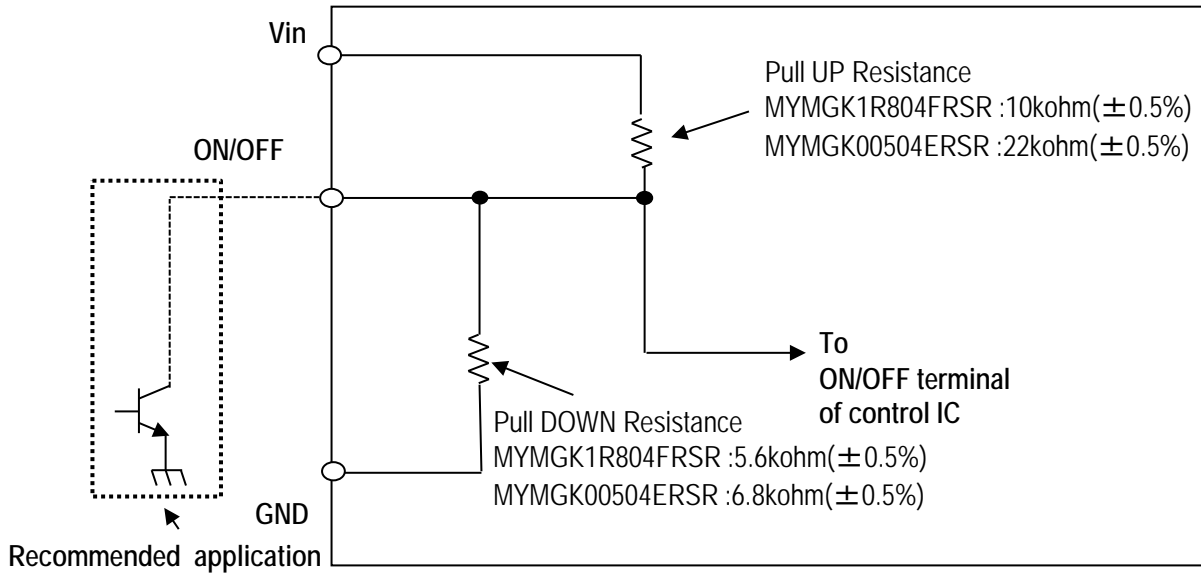 Vin
Pull UP Resistance
MYMGK1R804FRSR :10kohm(±0.5%)
MYMGK00504ERSR :22kohm(±0.5%)
ON/OFF
To
ON/OFF terminal
of control IC
Pull DOWN Resistance
MYMGK1R804FRSR :5.6kohm(±0.5%)
MYMGK00504ERSR :6.8kohm(±0.5%)
GND
Recommended application